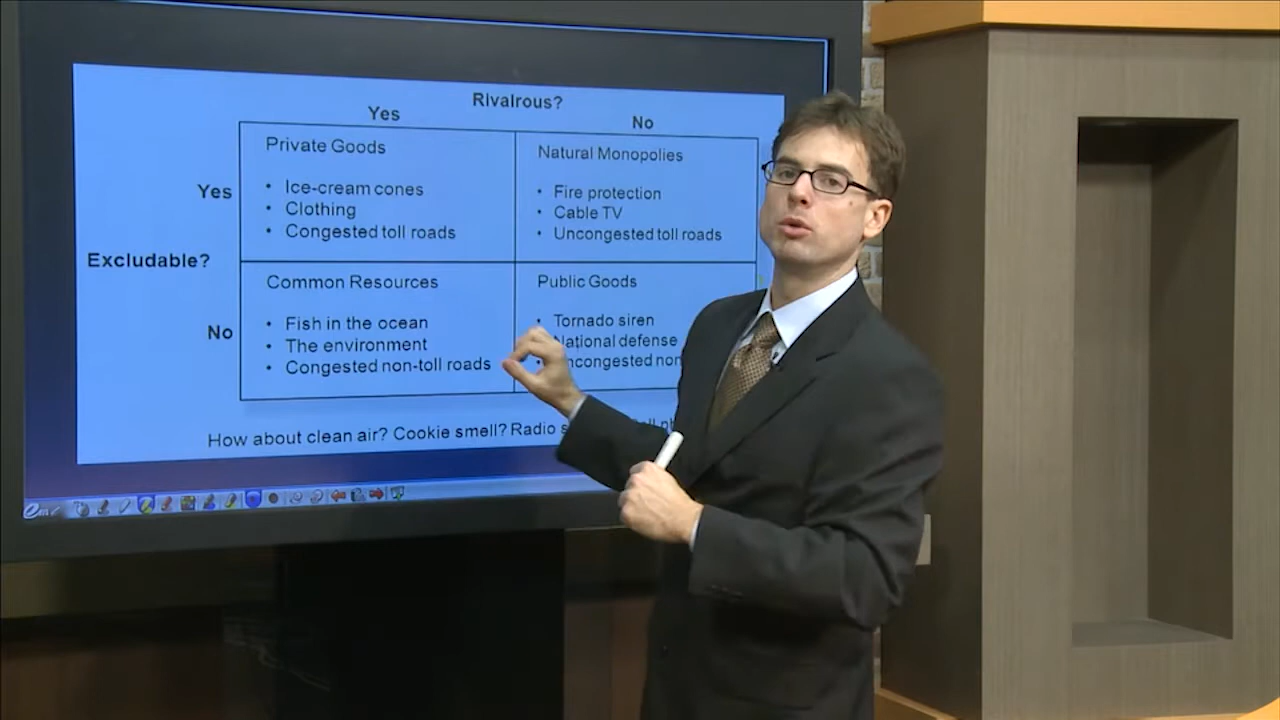 Rivalrous?
Yes
No
Private Goods
Natural Monopolies
Yes
• Ice-cream cones
• Clothing
• Congested toll roads
• Fire protection
• Cable TV
• Uncongested toll roads
Excludable?
Common Resources
Public Goods
No
• Fish in the ocean
• The environment
• Congested non-toll roads
• Tornado siren
• National defense
How about clean air? Cookie smell? Radio